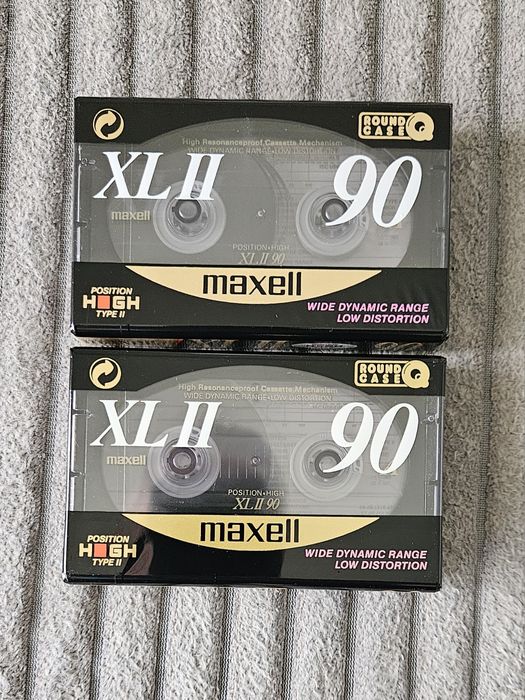 ROUND
CASE
High Resonanceproof Cassette Mechanism
WIDE DYNAMIC RANGE•LOW DISTORTION
XL II 90
maxell
POSITION•HIGH
XL II 90
maxell
POSITION
HIGH
TYPE II
WIDE DYNAMIC RANGE
LOW DISTORTION
ROUND
CASE
High Resonanceproof Cassette Mechanism
WIDE DYNAMIC RANGE•LOW DISTORTION
XL II 90
maxell
POSITION•HIGH
XL II 90
maxell
POSITION
HIGH
TYPE II
WIDE DYNAMIC RANGE
LOW DISTORTION